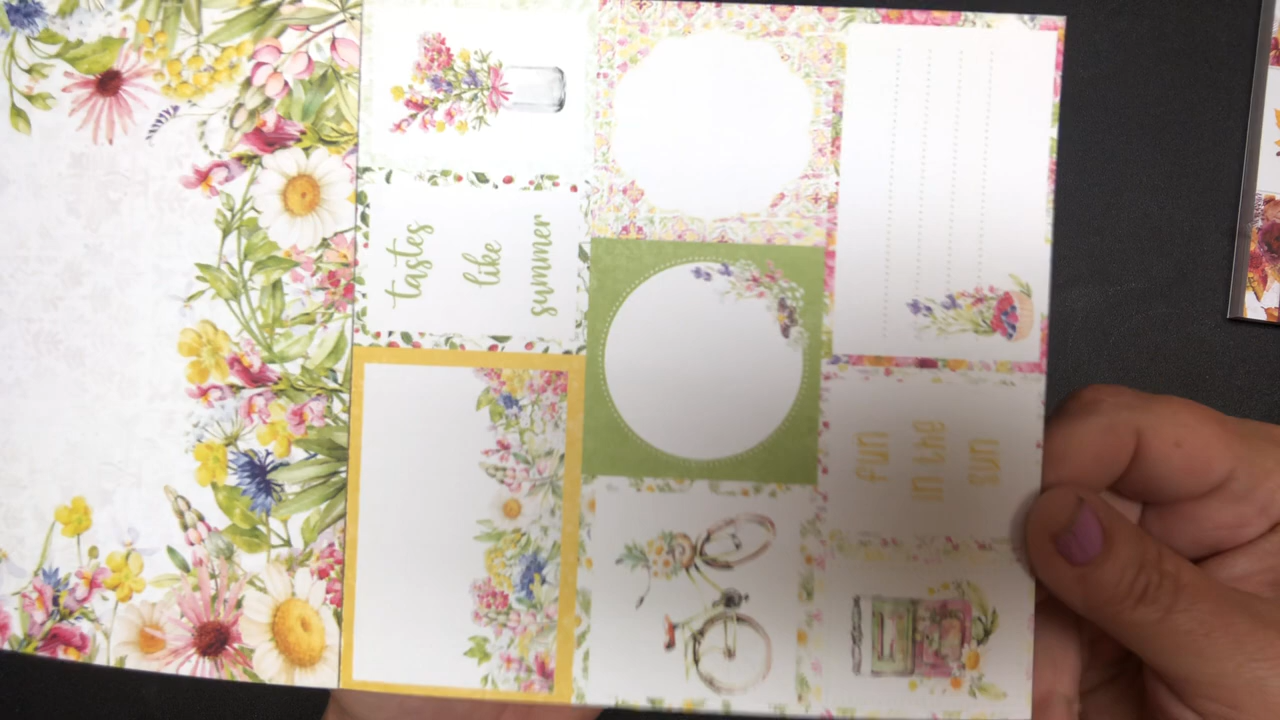 tastes
like
summer
fun
in the
sun